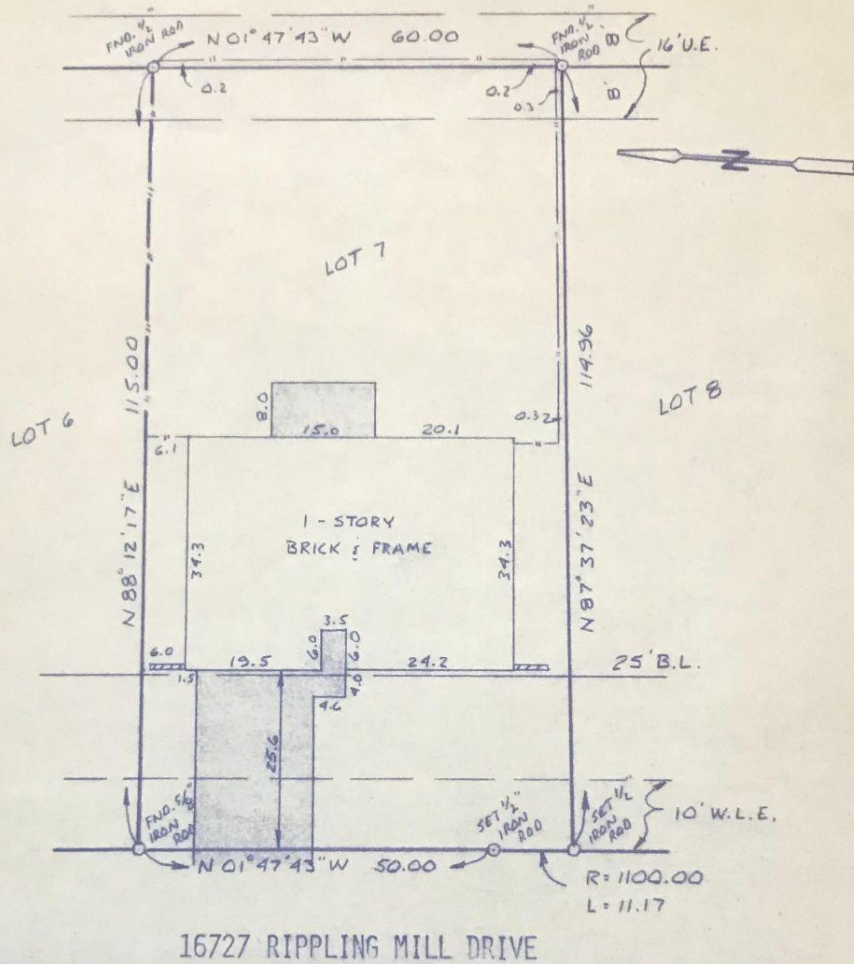 FND. 1/2"
IRON ROD
N 01° 47' 43" W 60.00
FND. 1/2"
IRON
ROD
8'
16' U.E.
0.2
0.2
0.3
8'
N
LOT 7
115.00
114.96
LOT 6
LOT 8
8.0
15.0
20.1
0.32
6.1
N 88° 12' 17" E
1 - STORY
BRICK & FRAME
N 87° 37' 23" E
34.3
34.3
3.5
6.0
6.0
6.0
19.5
24.2
25' B.L.
1.5
4.0
4.6
25.6
FND. 5/8"
IRON
ROD
SET 1/2"
IRON
ROD
SET 1/2"
IRON
ROD
10' W.L.E.
N 01° 47' 43" W 50.00
R = 1100.00
L = 11.17
16727 RIPPLING MILL DRIVE